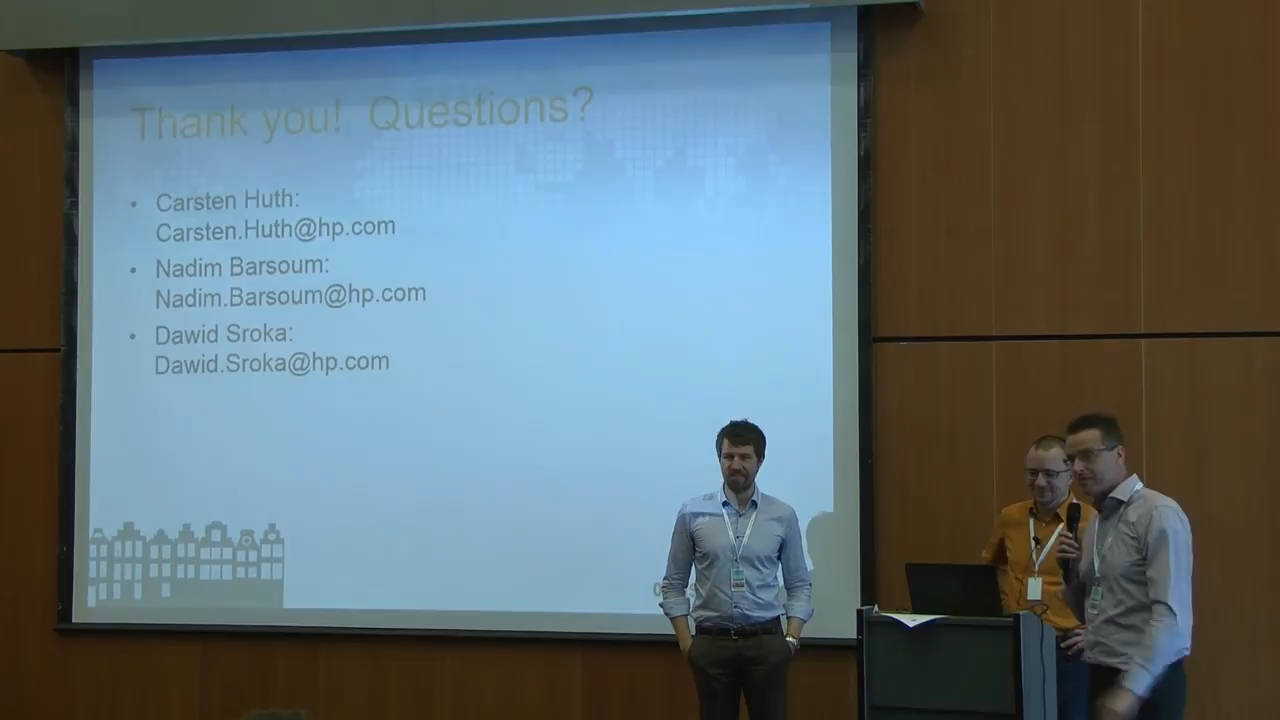 Thank you!  Questions?
• Carsten Huth:
Carsten.Huth@hp.com
• Nadim Barsoum:
Nadim.Barsoum@hp.com
• Dawid Sroka:
Dawid.Sroka@hp.com